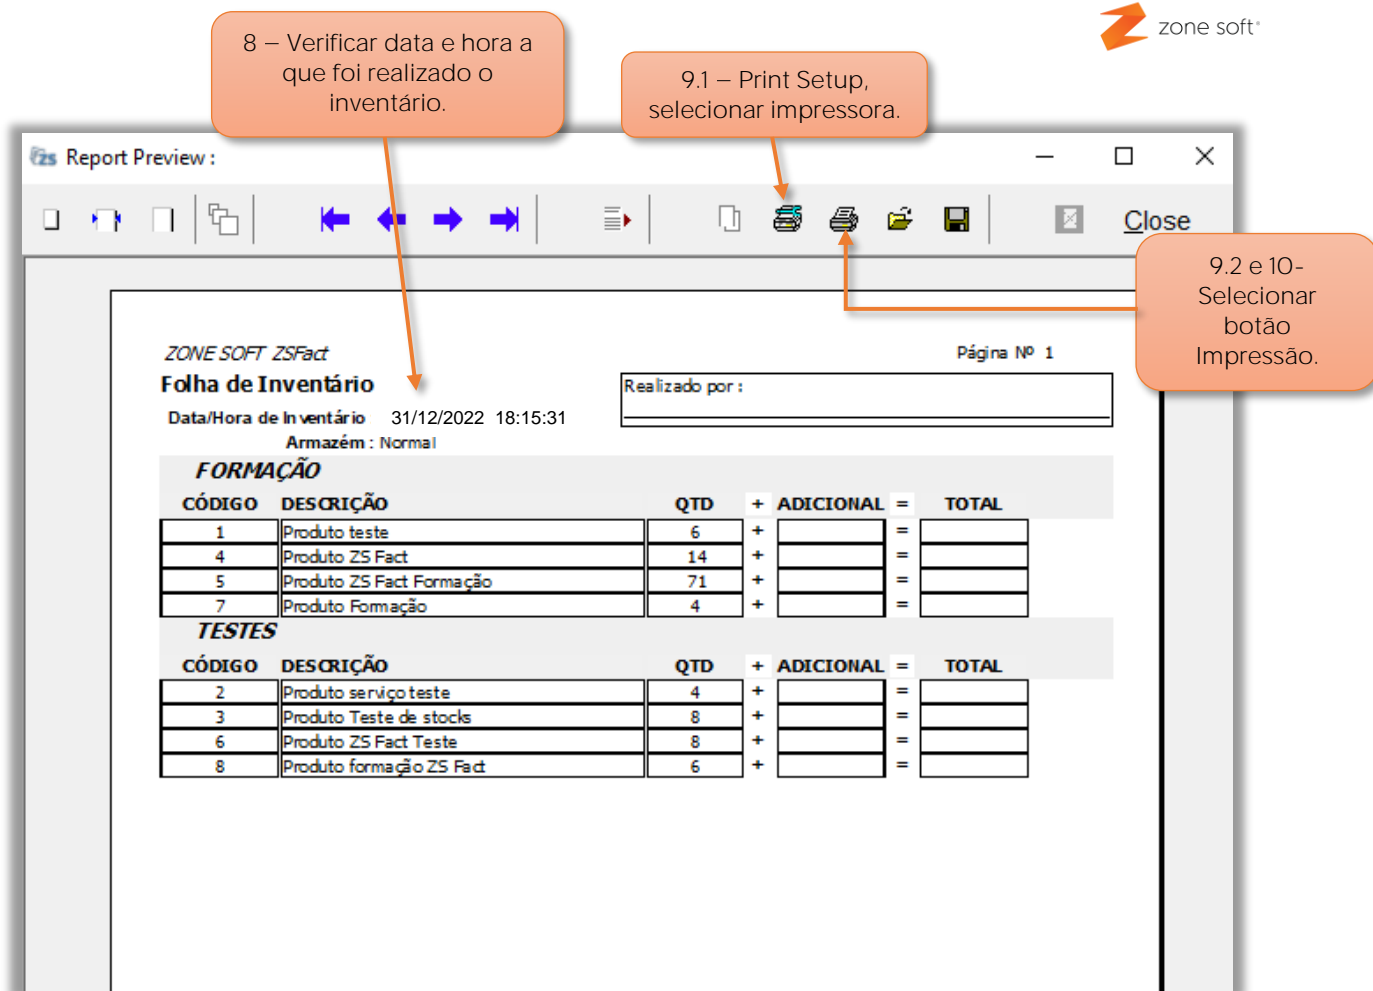 zone soft
8 – Verificar data e hora a
que foi realizado o
inventário.
9.1 – Print Setup,
selecionar impressora.
zs Report Preview :
Close
9.2 e 10-
Selecionar
botão
Impressão.
ZONE SOFT ZSFact
Página Nº 1
Folha de Inventário
Realizado por :
Data/Hora de Inventário 31/12/2022 18:15:31
Armazém : Normal
FORMAÇÃO
CÓDIGO DESCRIÇÃO QTD + ADICIONAL = TOTAL
1 Produto teste 6 + =
4 Produto ZS Fact 14 + =
5 Produto ZS Fact Formação 71 + =
7 Produto Formação 4 + =
TESTES
CÓDIGO DESCRIÇÃO QTD + ADICIONAL = TOTAL
2 Produto serviço teste 4 + =
3 Produto Teste de stocks 8 + =
6 Produto ZS Fact Teste 8 + =
8 Produto formação ZS Fact 6 + =